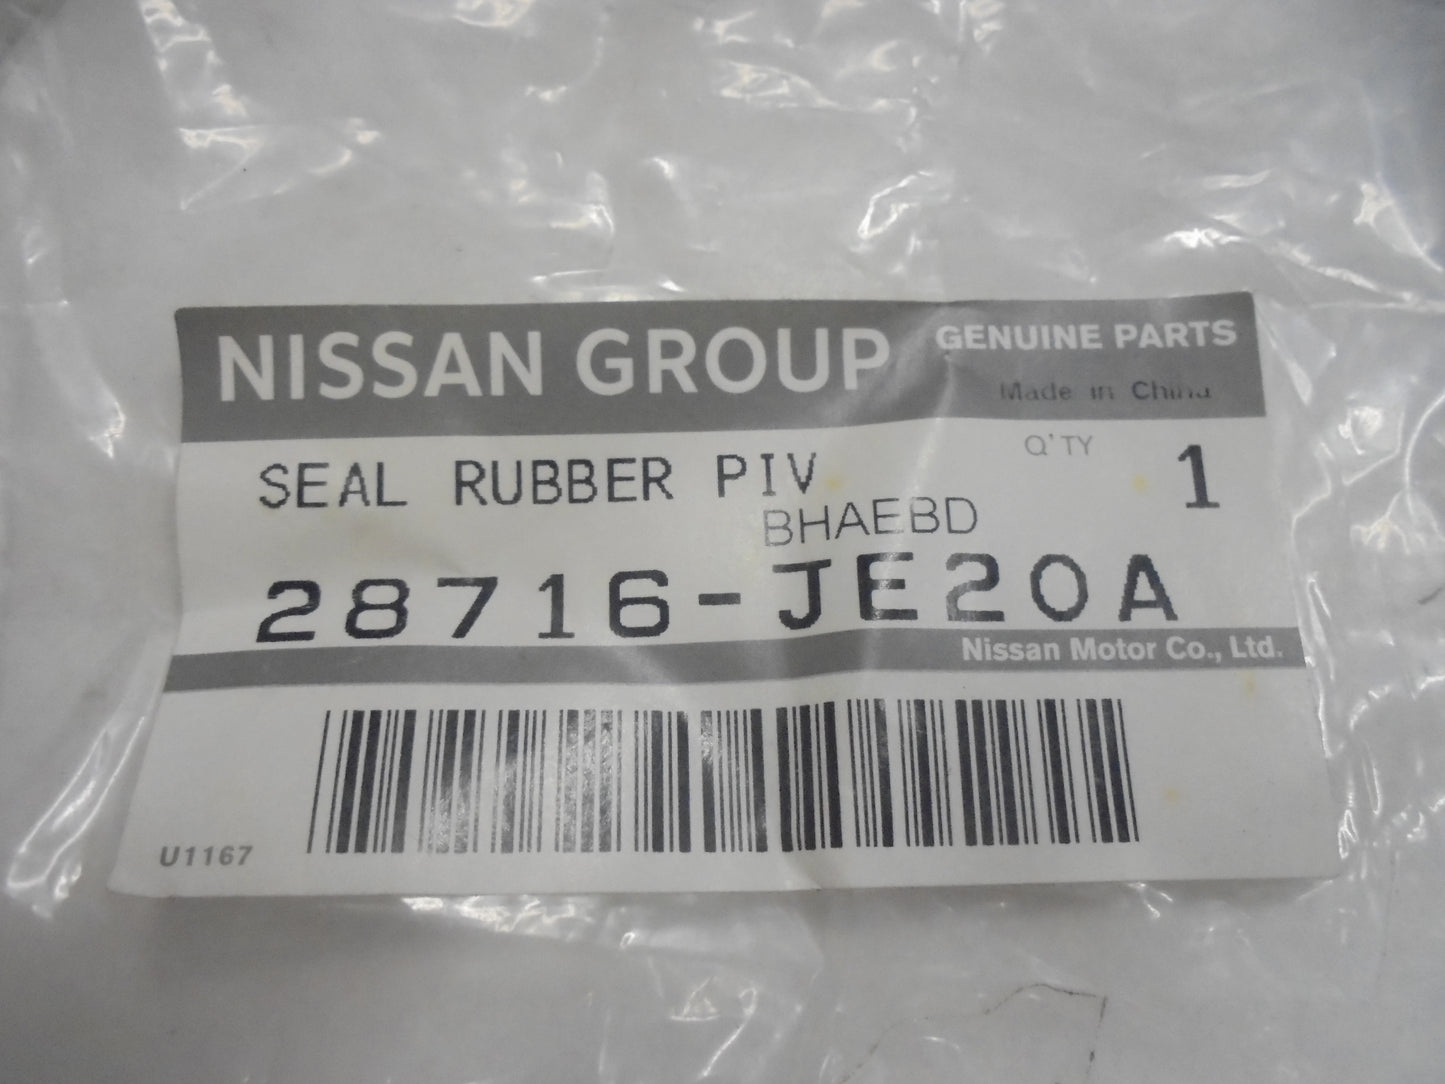 NISSAN GROUP
GENUINE PARTS
Made in China
SEAL RUBBER PIV
Q'TY 1
BHAEBD
28716-JE20A
Nissan Motor Co., Ltd.
U1167